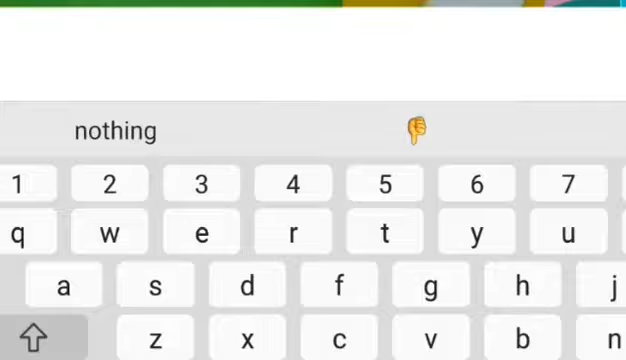 nothing 👎
1 2 3 4 5 6 7
q w e r t y u
a s d f g h j
z x c v b n